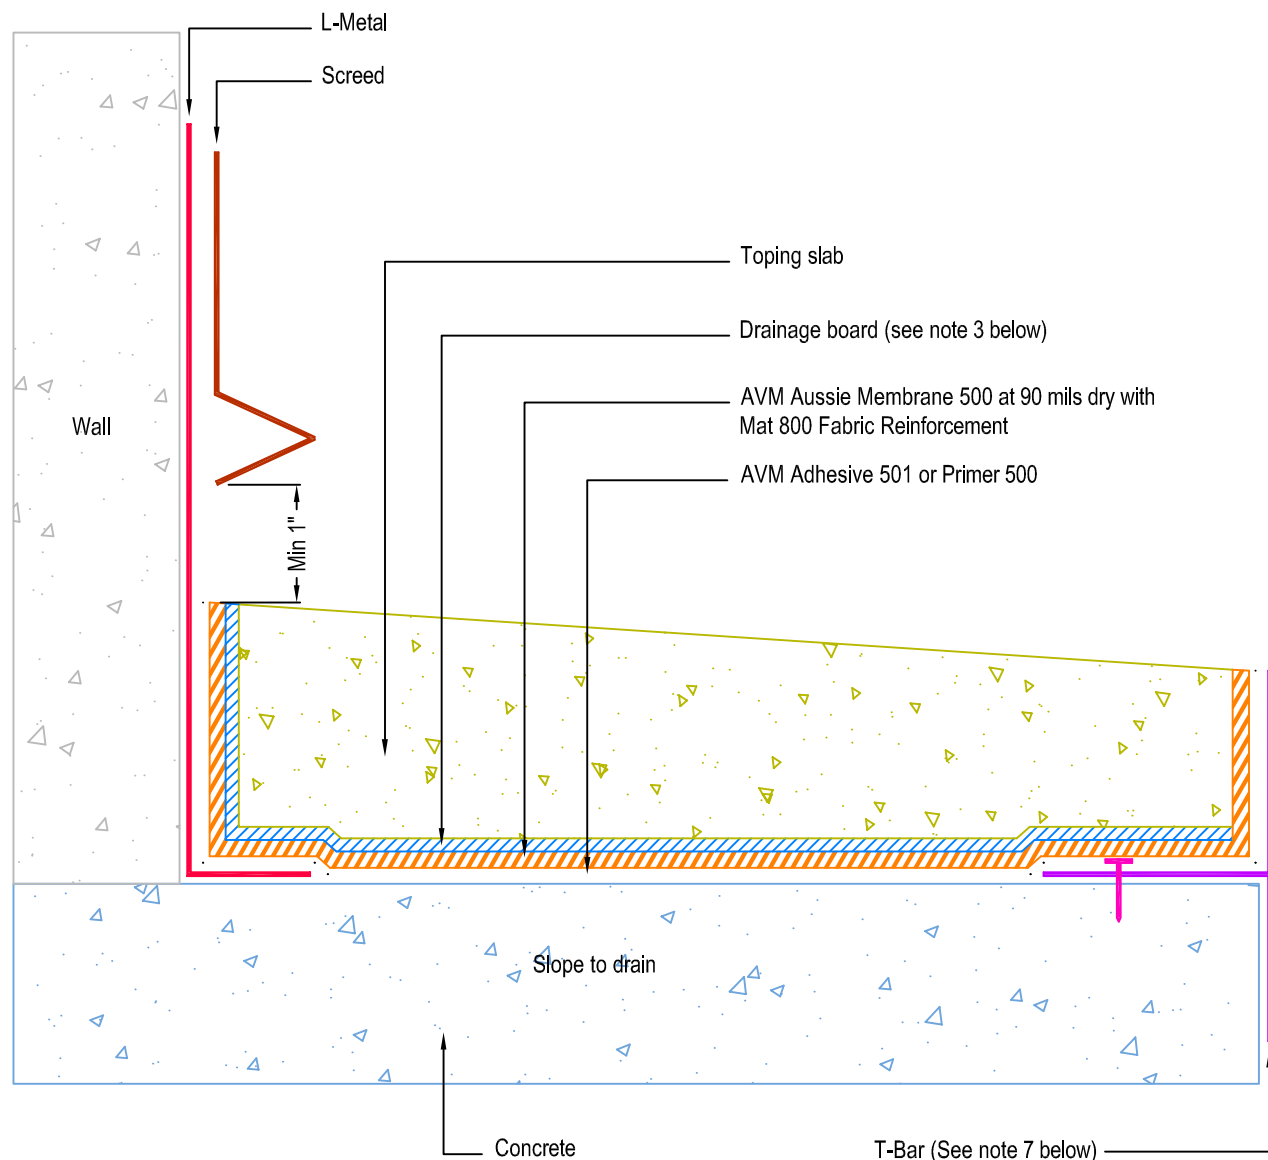 L-Metal
Screed
Toping slab
Drainage board (see note 3 below)
AVM Aussie Membrane 500 at 90 mils dry with
Mat 800 Fabric Reinforcement
Wall
AVM Adhesive 501 or Primer 500
Min 1"
Slope to drain
Concrete
T-Bar (See note 7 below)